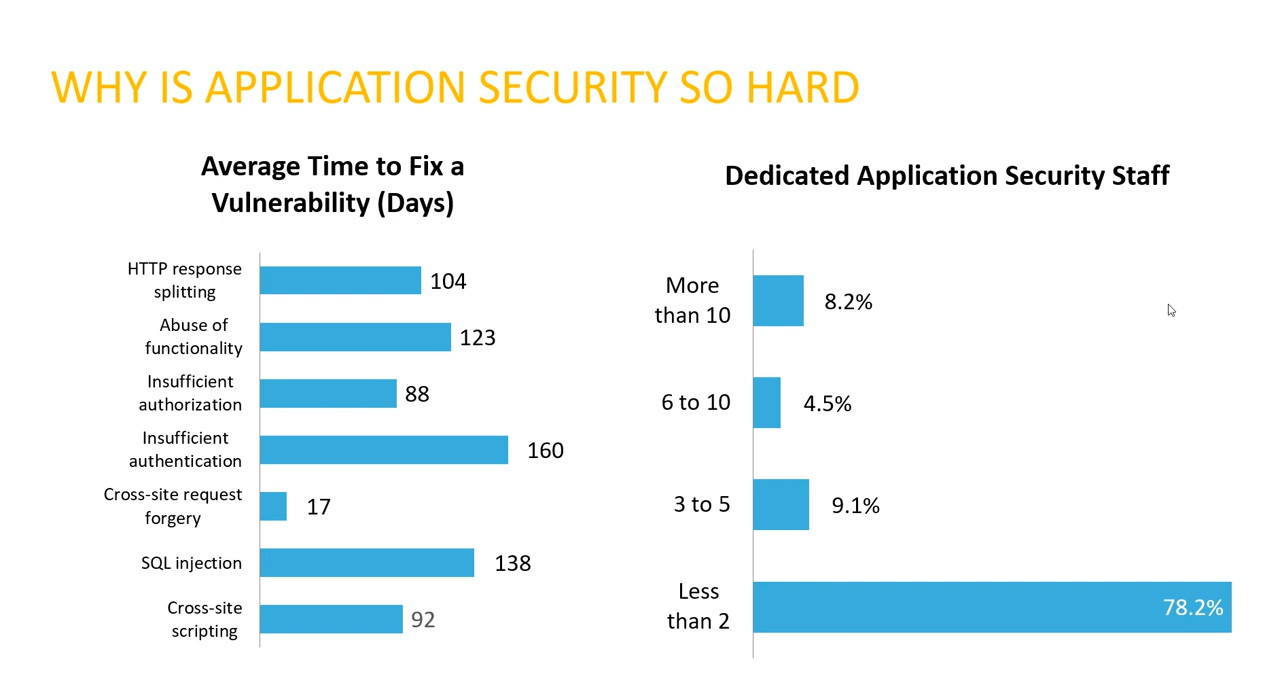 WHY IS APPLICATION SECURITY SO HARD
Average Time to Fix a
Vulnerability (Days)
HTTP response
splitting
104
Abuse of
functionality
123
Insufficient
authorization
88
Insufficient
authentication
160
Cross-site request
forgery
17
SQL injection
138
Cross-site
scripting
92
Dedicated Application Security Staff
More
than 10
8.2%
6 to 10
4.5%
3 to 5
9.1%
Less
than 2
78.2%